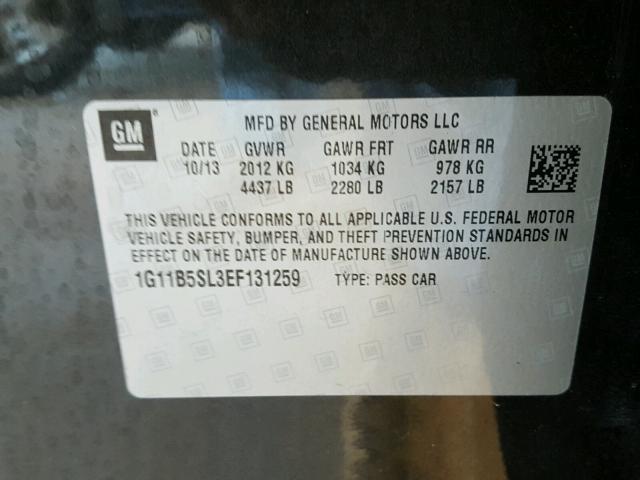 GM
MFD BY GENERAL MOTORS LLC
DATE GVWR GAWR FRT GAWR RR
10/13 2012 KG 1034 KG 978 KG
4437 LB 2280 LB 2157 LB
THIS VEHICLE CONFORMS TO ALL APPLICABLE U.S. FEDERAL MOTOR
VEHICLE SAFETY, BUMPER, AND THEFT PREVENTION STANDARDS IN
EFFECT ON THE DATE OF MANUFACTURE SHOWN ABOVE.
1G11B5SL3EF131259 TYPE: PASS CAR